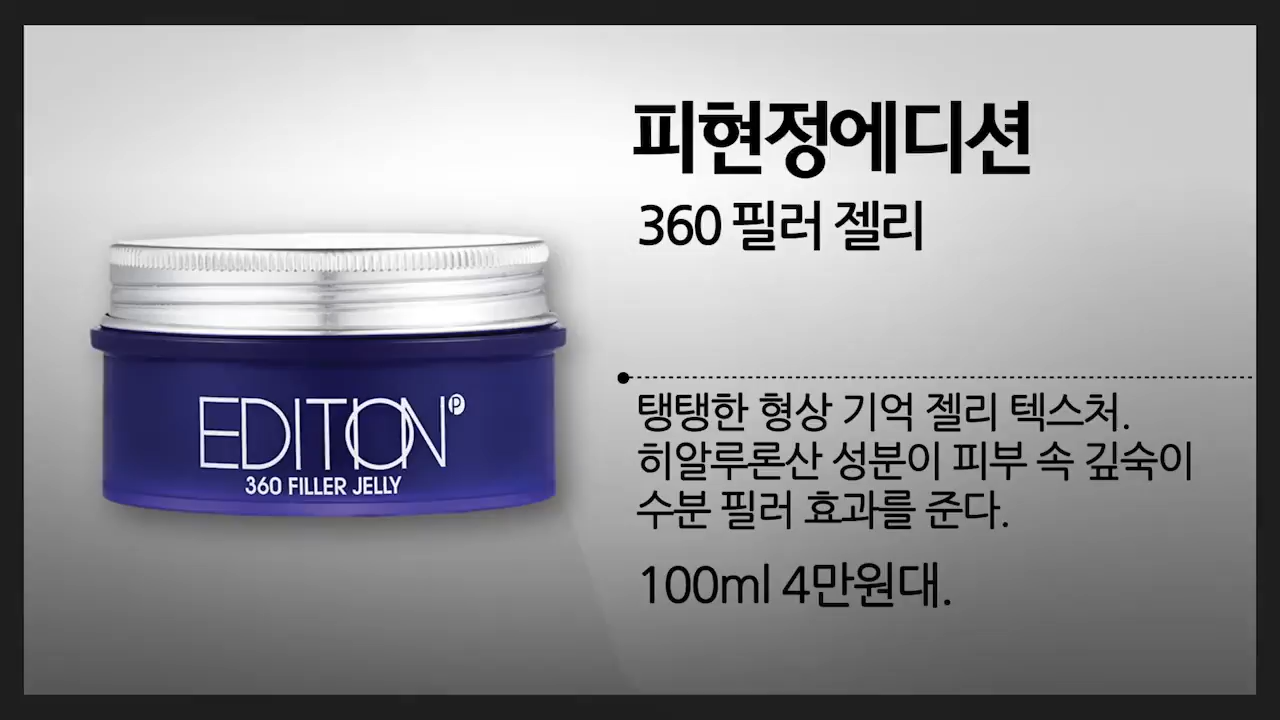 피현정에디션
360 필러 젤리
탱탱한 형상 기억 젤리 텍스처.
히알루론산 성분이 피부 속 깊숙이
수분 필러 효과를 준다.
100ml 4만원대.
EDITION P
360 FILLER JELLY